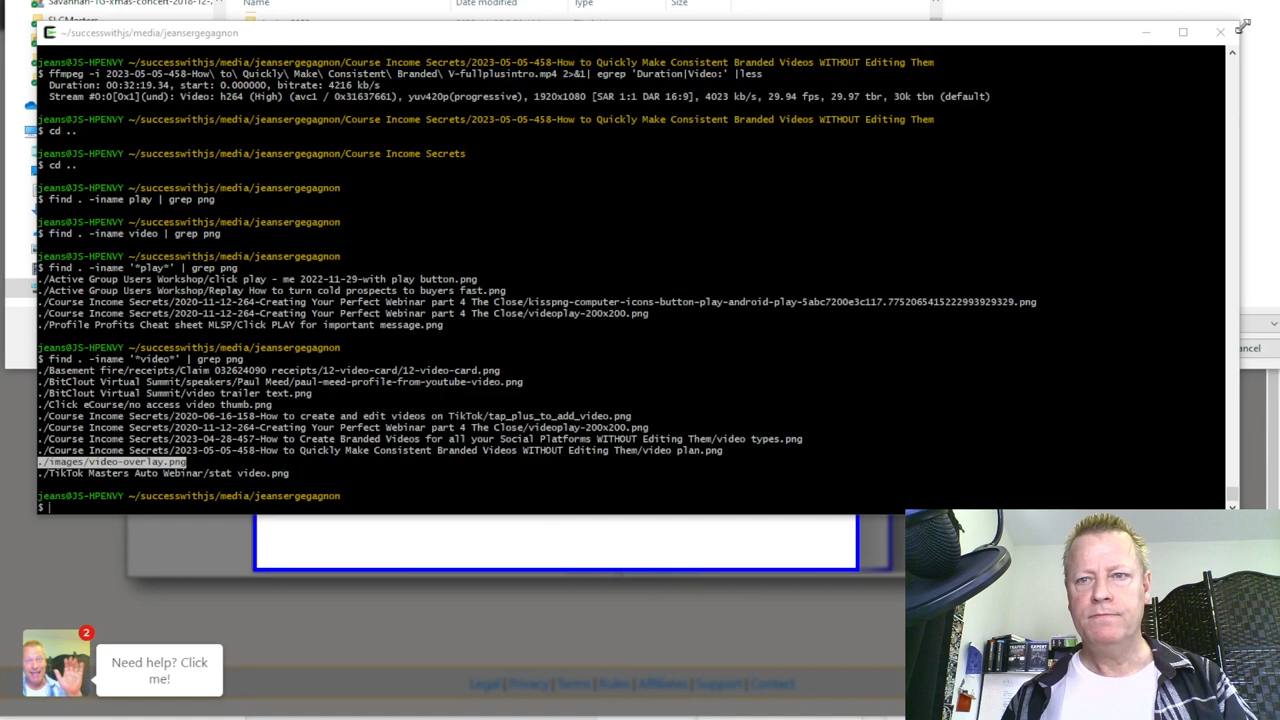 Savannah-TG-xmas-concert-2018-12-
Name
Date modified
Type
Size
SLCMasters
~/successwithjs/media/jeansergegagnon
jeans@JS-HPENVY ~/successwithjs/media/jeansergegagnon/Course Income Secrets/2023-05-05-458-How to Quickly Make Consistent Branded Videos WITHOUT Editing Them
$ ffmpeg -i 2023-05-05-458-How\ to\ Quickly\ Make\ Consistent\ Branded\ V-fullplusintro.mp4 2>&1| egrep 'Duration|Video:' |less
Duration: 00:32:19.34, start: 0.000000, bitrate: 4216 kb/s
Stream #0:0[0x1](und): Video: h264 (High) (avc1 / 0x31637661), yuv420p(progressive), 1920x1080 [SAR 1:1 DAR 16:9], 4023 kb/s, 29.94 fps, 29.97 tbr, 30k tbn (default)
jeans@JS-HPENVY ~/successwithjs/media/jeansergegagnon/Course Income Secrets/2023-05-05-458-How to Quickly Make Consistent Branded Videos WITHOUT Editing Them
$ cd ..
jeans@JS-HPENVY ~/successwithjs/media/jeansergegagnon/Course Income Secrets
$ cd ..
jeans@JS-HPENVY ~/successwithjs/media/jeansergegagnon
$ find . -iname play | grep png
jeans@JS-HPENVY ~/successwithjs/media/jeansergegagnon
$ find . -iname video | grep png
jeans@JS-HPENVY ~/successwithjs/media/jeansergegagnon
$ find . -iname '*play*' | grep png
./Active Group Users Workshop/click play - me 2022-11-29-with play button.png
./Active Group Users Workshop/Replay How to turn cold prospects to buyers fast.png
./Course Income Secrets/2020-11-12-264-Creating Your Perfect Webinar part 4 The Close/kisspng-computer-icons-button-play-android-play-5abc7200e3c117.7752065415222993929329.png
./Course Income Secrets/2020-11-12-264-Creating Your Perfect Webinar part 4 The Close/videoplay-200x200.png
./Profile Profits Cheat sheet MLSP/Click PLAY for important message.png
jeans@JS-HPENVY ~/successwithjs/media/jeansergegagnon
$ find . -iname '*video*' | grep png
./Basement fire/receipts/Claim 032624090 receipts/12-video-card/12-video-card.png
./BitClout Virtual Summit/speakers/Paul Meed/paul-meed-profile-from-youtube-video.png
./BitClout Virtual Summit/video trailer text.png
./Click eCourse/no access video thumb.png
./Course Income Secrets/2020-06-16-158-How to create and edit videos on TikTok/tap_plus_to_add_video.png
./Course Income Secrets/2020-11-12-264-Creating Your Perfect Webinar part 4 The Close/videoplay-200x200.png
./Course Income Secrets/2023-04-28-457-How to Create Branded Videos for all your Social Platforms WITHOUT Editing Them/video types.png
./Course Income Secrets/2023-05-05-458-How to Quickly Make Consistent Branded Videos WITHOUT Editing Them/video plan.png
./images/video-overlay.png
./TikTok Masters Auto Webinar/stat video.png
jeans@JS-HPENVY ~/successwithjs/media/jeansergegagnon
$
ancel
2
Need help? Click
me!
Legal | Privacy | Terms | Rules | Affiliates | Support | Contact
TRAFFIC
EXPERT